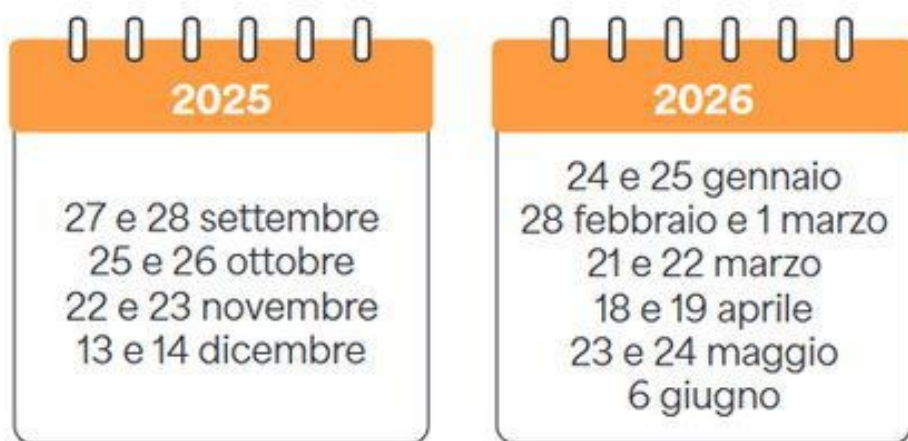 2025
27 e 28 settembre
25 e 26 ottobre
22 e 23 novembre
13 e 14 dicembre
2026
24 e 25 gennaio
28 febbraio e 1 marzo
21 e 22 marzo
18 e 19 aprile
23 e 24 maggio
6 giugno